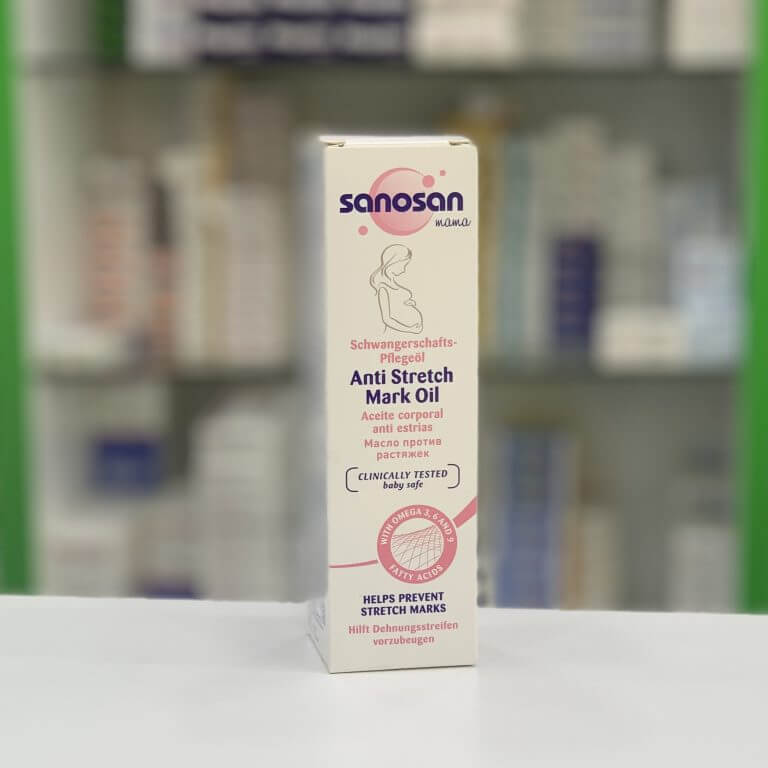 sanosan
mama
Schwangerschafts-
Pflegeöl
Anti Stretch
Mark Oil
Aceite corporal
anti estrias
Масло против
растяжек
CLINICALLY TESTED
baby safe
WITH OMEGA 3, 6 AND 9
FATTY ACIDS
HELPS PREVENT
STRETCH MARKS
Hilft Dehnungsstreifen
vorzubeugen